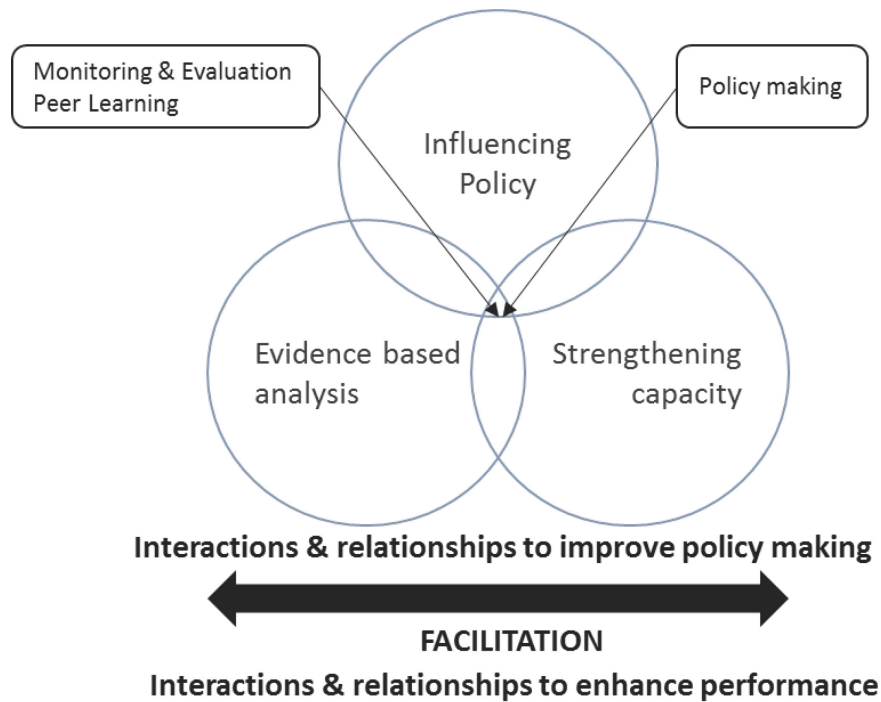 Monitoring & Evaluation
Peer Learning
Policy making
Influencing
Policy
Evidence based
analysis
Strengthening
capacity
Interactions & relationships to improve policy making
FACILITATION
Interactions & relationships to enhance performance